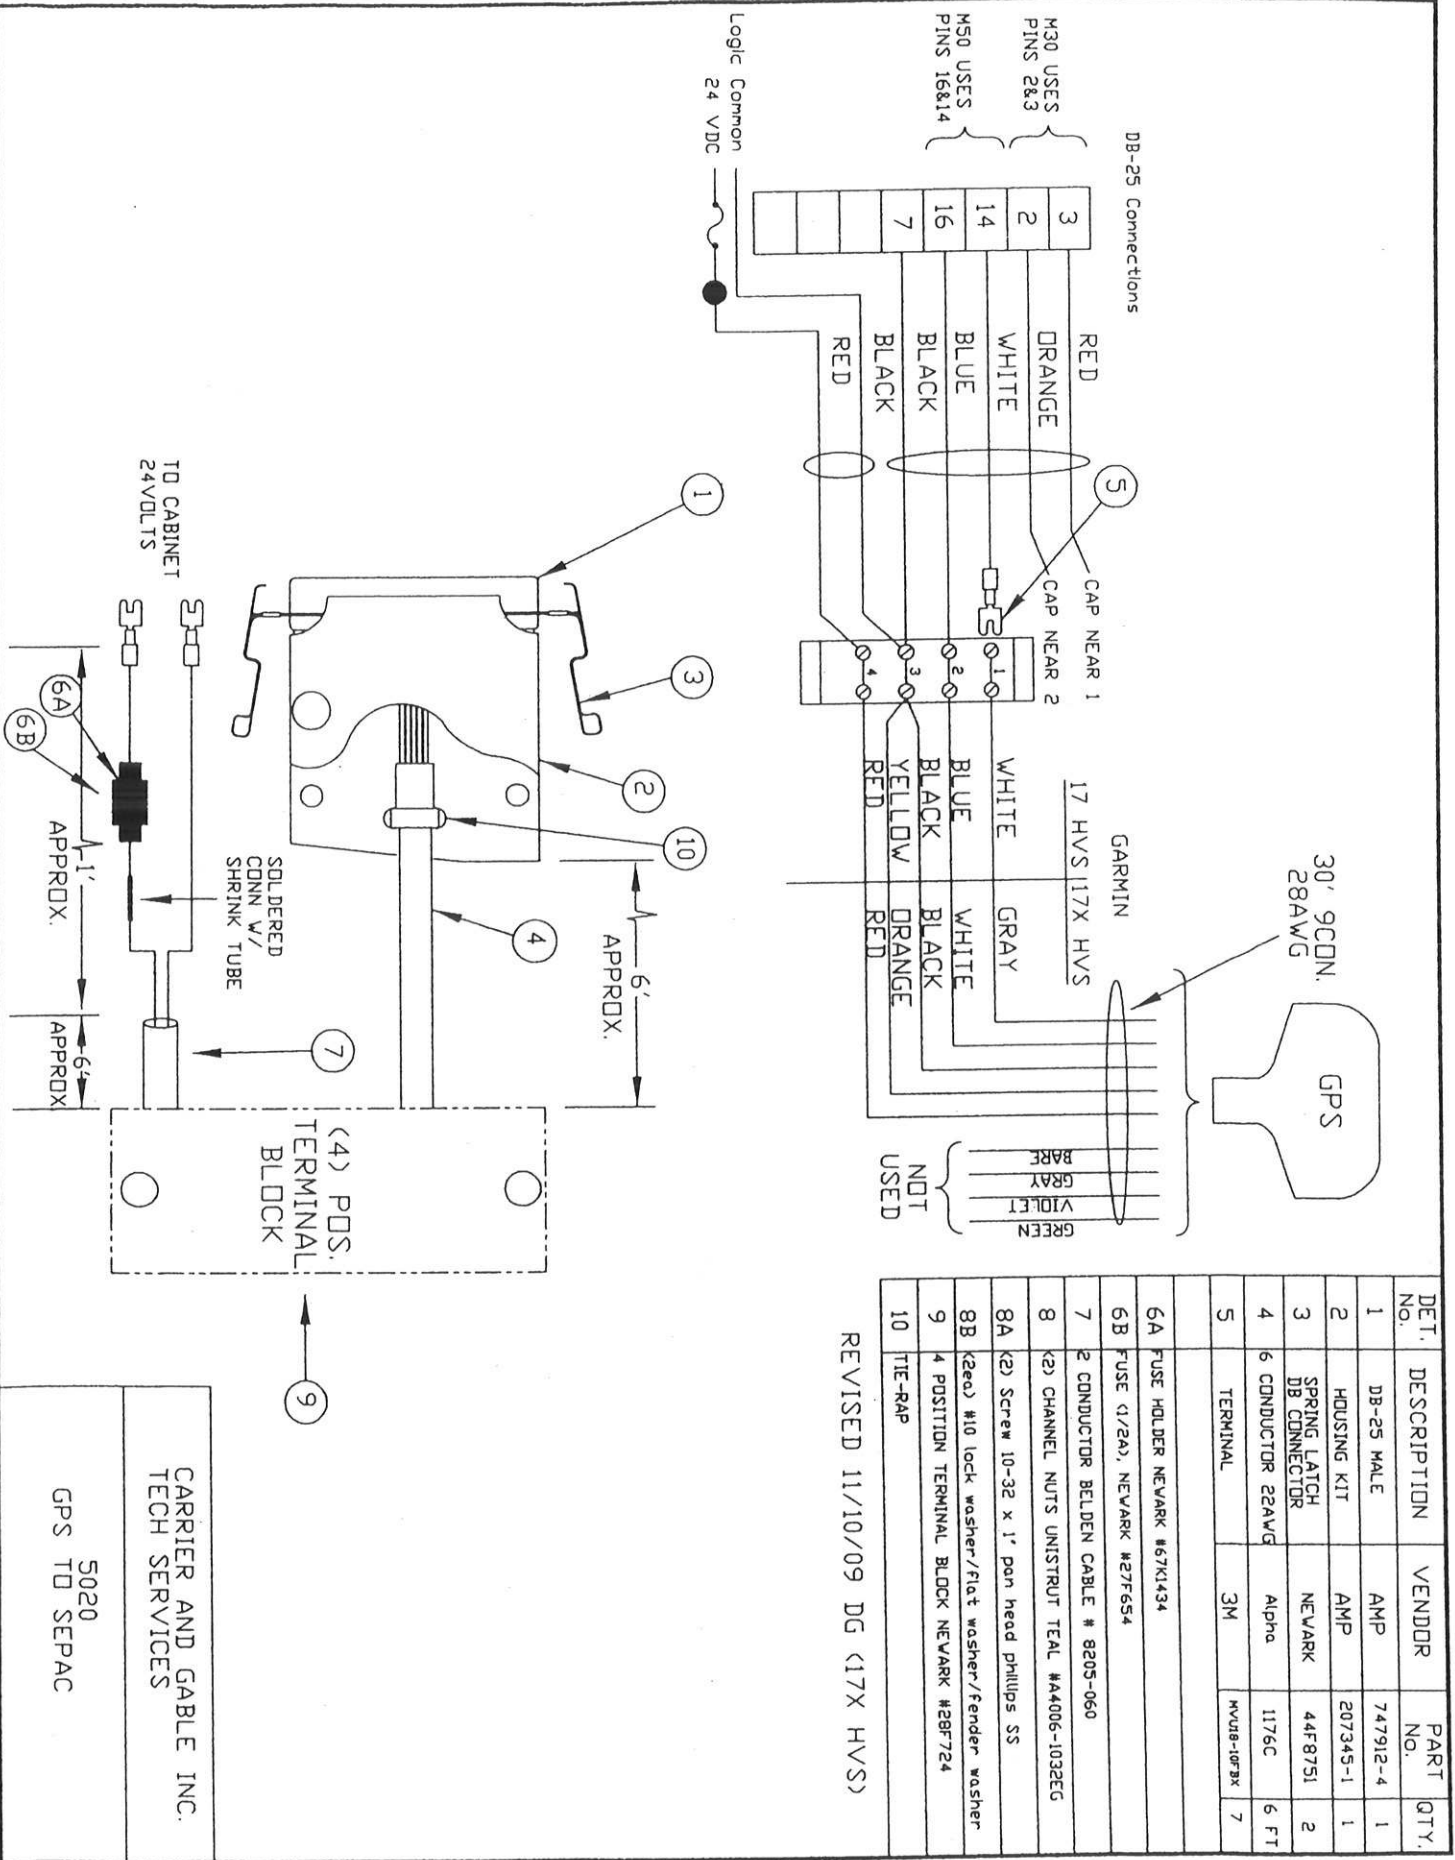 DB-25 Connections
M30 USES
PINS 2&3
M50 USES
PINS 16&14
Logic Common
24 VDC
3
2
14
16
7
RED
ORANGE
WHITE
BLUE
BLACK
BLACK
RED
5
CAP NEAR 1
CAP NEAR 2
1
2
3
4
GARMIN
17 HVS
17X HVS
WHITE
BLUE
BLACK
YELLOW
RED
GRAY
WHITE
BLACK
ORANGE
RED
30' 9CON.
28AWG
GPS
BARE
GRAY
VIOLET
GREEN
NOT
USED
DET.
No.
DESCRIPTION
VENDOR
PART
No.
QTY.
1 DB-25 MALE AMP 747912-4 1
2 HOUSING KIT AMP 207345-1 1
3 SPRING LATCH
DB CONNECTOR NEWARK 44F8751 2
4 6 CONDUCTOR 22AWG Alpha 1176C 6 FT
5 TERMINAL 3M MVU18-10FBX 7
6A FUSE HOLDER NEWARK #67K1434
6B FUSE (1/2A), NEWARK #27F654
7 2 CONDUCTOR BELDEN CABLE # 8205-060
8 (2) CHANNEL NUTS UNISTRUT TEAL #A4006-1032EG
8A (2) Screw 10-32 x 1" pan head phillips SS
8B (2ea) #10 lock washer/flat washer/fender washer
9 4 POSITION TERMINAL BLOCK NEWARK #28F724
10 TIE-RAP
REVISED 11/10/09 DG (17X HVS)
1
3
2
10
4
6'
APPROX.
TO CABINET
24VOLTS
6A
6B
1'
APPROX.
SOLDERED
CONN W/
SHRINK TUBE
7
6'
APPROX.
(4) POS.
TERMINAL
BLOCK
9
CARRIER AND GABLE INC.
TECH SERVICES
5020
GPS TO SEPAC